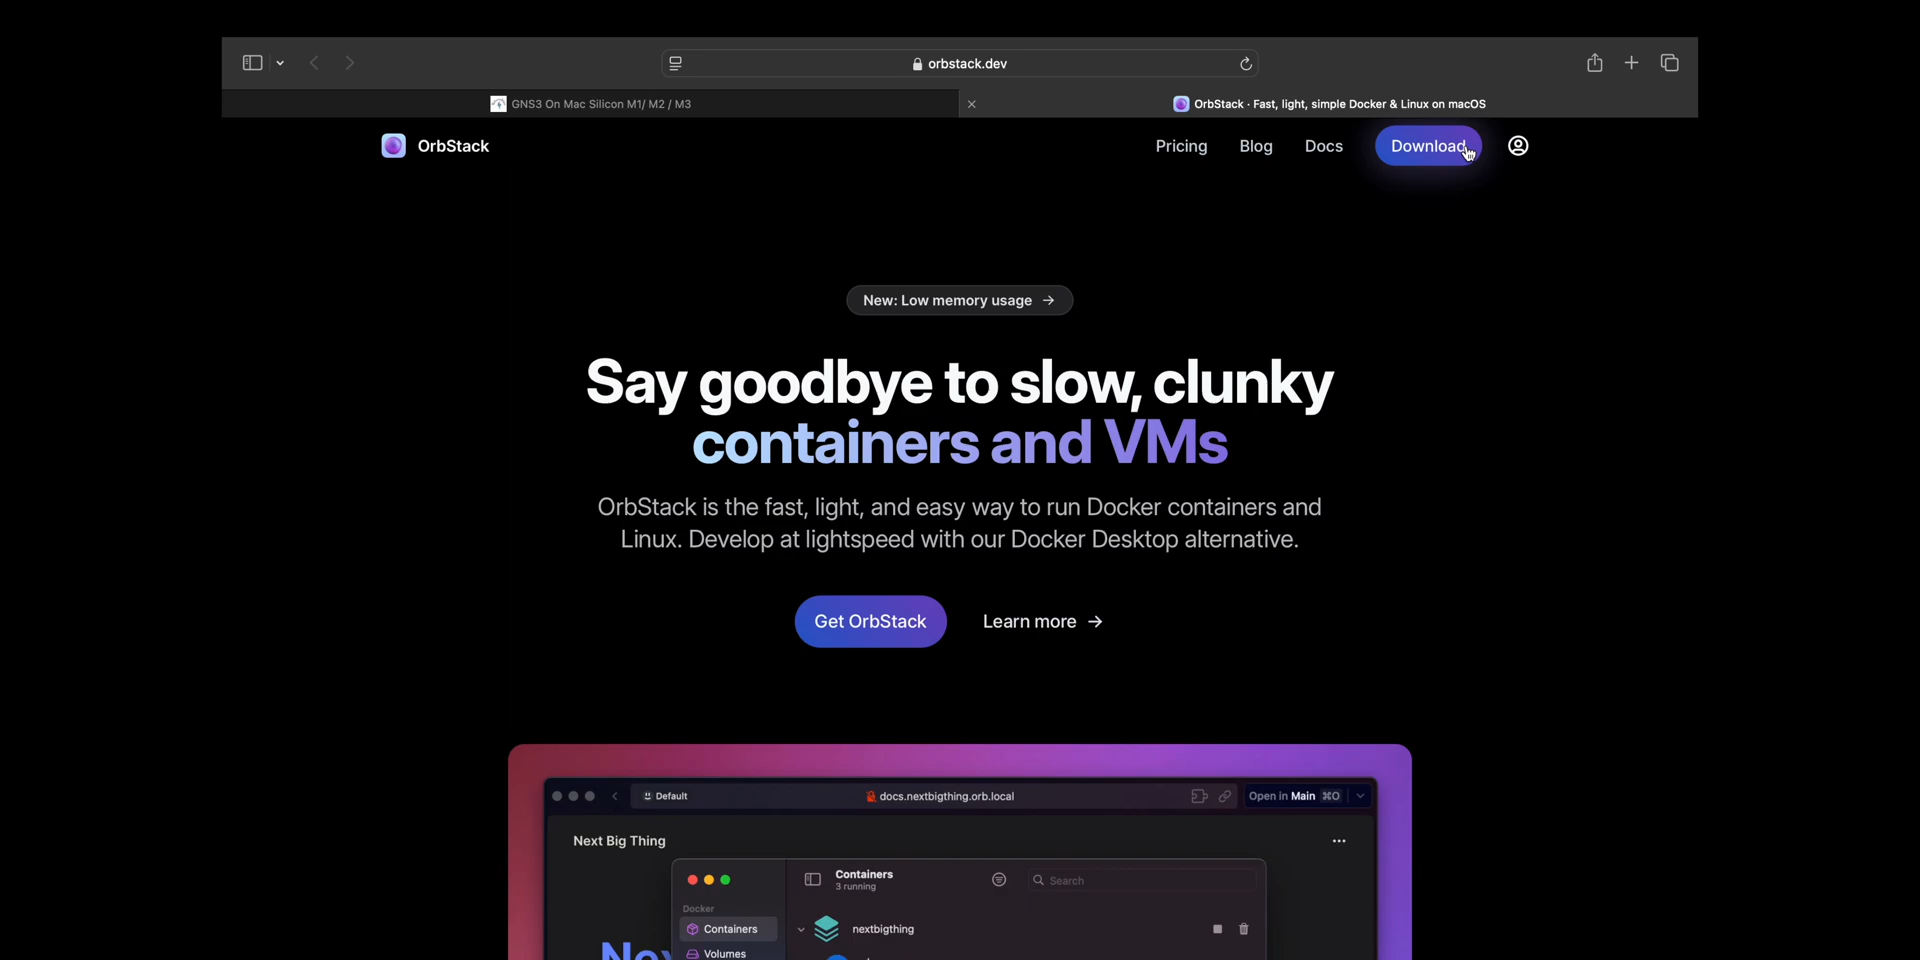 orbstack.dev
GNS3 On Mac Silicon M1/ M2 / M3
OrbStack · Fast, light, simple Docker & Linux on macOS
OrbStack
Pricing
Blog
Docs
Download
New: Low memory usage →
Say goodbye to slow, clunky
containers and VMs
OrbStack is the fast, light, and easy way to run Docker containers and
Linux. Develop at lightspeed with our Docker Desktop alternative.
Get OrbStack
Learn more →
Default
docs.nextbigthing.orb.local
Open in Main ⌘O
Next Big Thing
Containers
3 running
Search
Docker
Containers
nextbigthing
Volumes